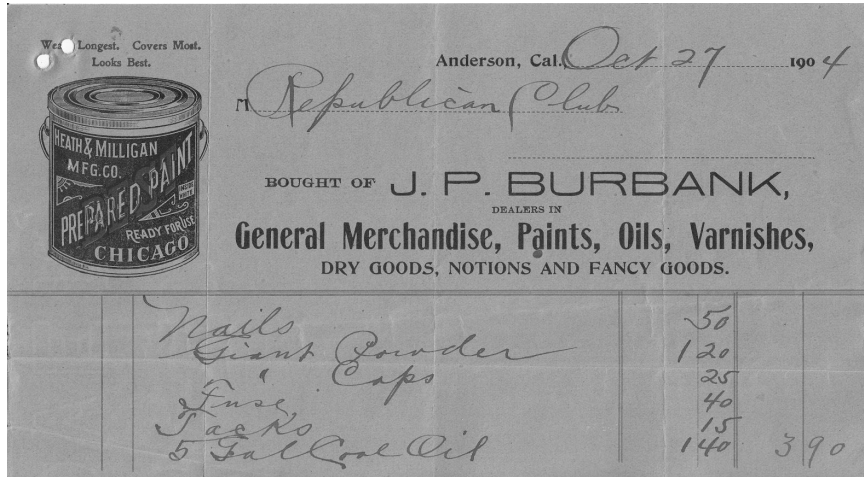 Wears Longest. Covers Most.
Looks Best.
HEATH & MILLIGAN
MFG. CO.
PREPARED PAINT
READY FOR USE
CHICAGO
Anderson, Cal., Oct 27 1904
M Republican Club
BOUGHT OF J. P. BURBANK,
DEALERS IN
General Merchandise, Paints, Oils, Varnishes,
DRY GOODS, NOTIONS AND FANCY GOODS.
Nails 50
Giant Powder 1 20
" Caps 25
Fuse 40
Tacks 15
5 Gal Coal Oil 1 40 3 90